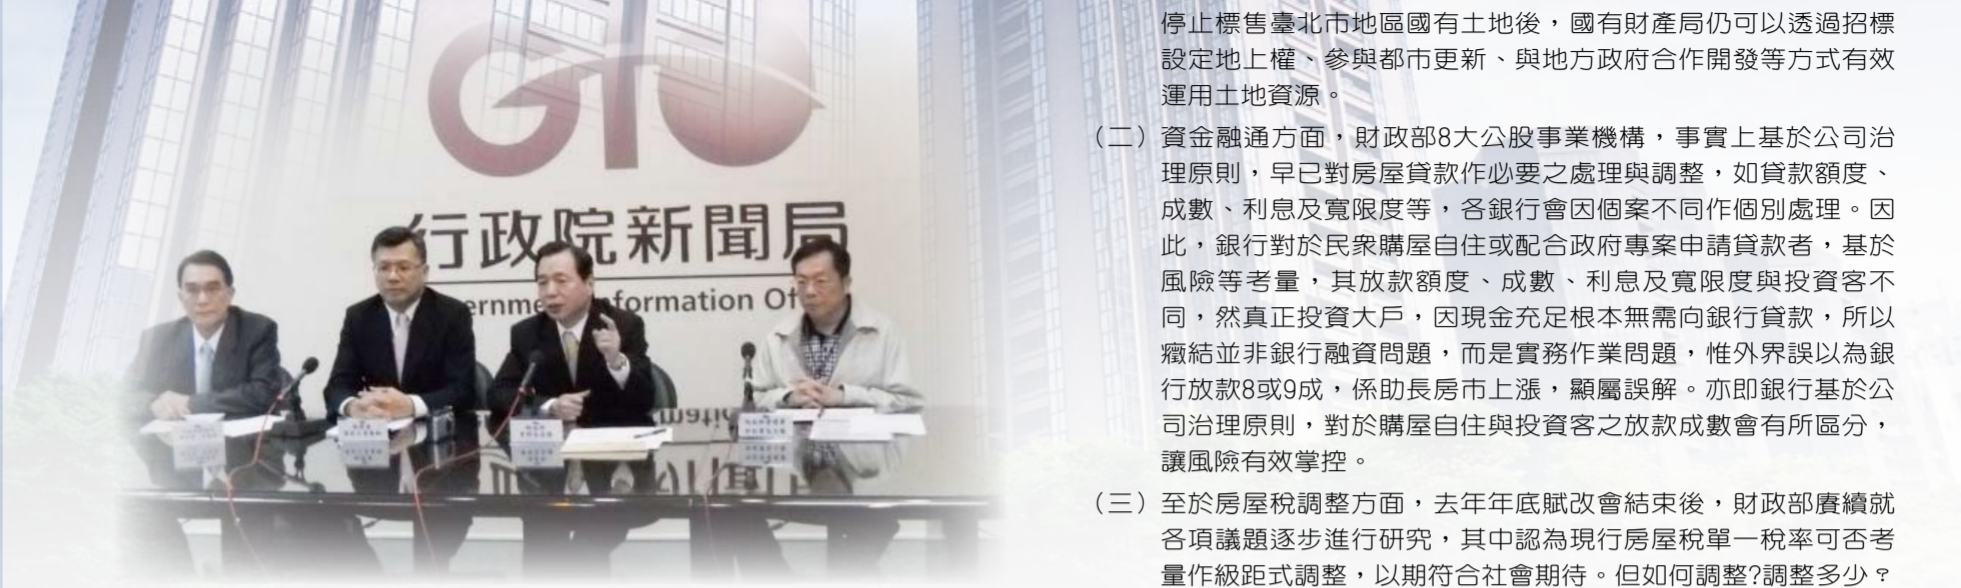 GIO
行政院新聞局
ernmen nformation Of
停止標售臺北市地區國有土地後，國有財產局仍可以透過招標
設定地上權、參與都市更新、與地方政府合作開發等方式有效
運用土地資源。
（二）資金融通方面，財政部8大公股事業機構，事實上基於公司治
理原則，早已對房屋貸款作必要之處理與調整，如貸款額度、
成數、利息及寬限度等，各銀行會因個案不同作個別處理。因
此，銀行對於民眾購屋自住或配合政府專案申請貸款者，基於
風險等考量，其放款額度、成數、利息及寬限度與投資客不
同，然真正投資大戶，因現金充足根本無需向銀行貸款，所以
癥結並非銀行融資問題，而是實務作業問題，惟外界誤以為銀
行放款8或9成，係助長房市上漲，顯屬誤解。亦即銀行基於公
司治理原則，對於購屋自住與投資客之放款成數會有所區分，
讓風險有效掌控。
（三）至於房屋稅調整方面，去年年底賦改會結束後，財政部賡續就
各項議題逐步進行研究，其中認為現行房屋稅單一稅率可否考
量作級距式調整，以期符合社會期待。但如何調整?調整多少？